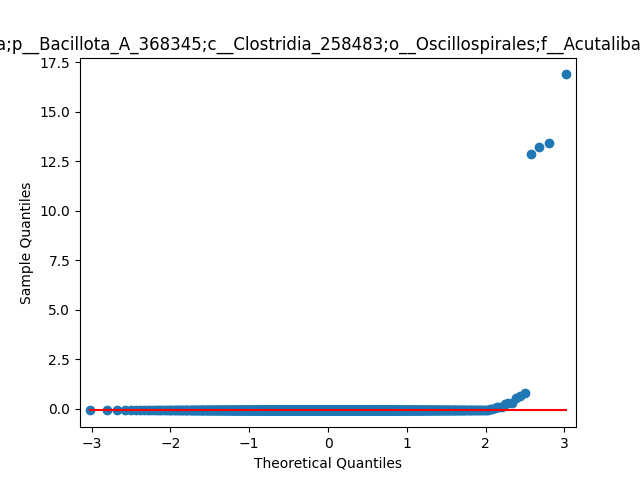 a;p__Bacillota_A_368345;c__Clostridia_258483;o__Oscillospirales;f__Acutaliba
17.5
15.0
12.5
10.0
7.5
5.0
2.5
0.0
Sample Quantiles
−3 −2 −1 0 1 2 3
Theoretical Quantiles